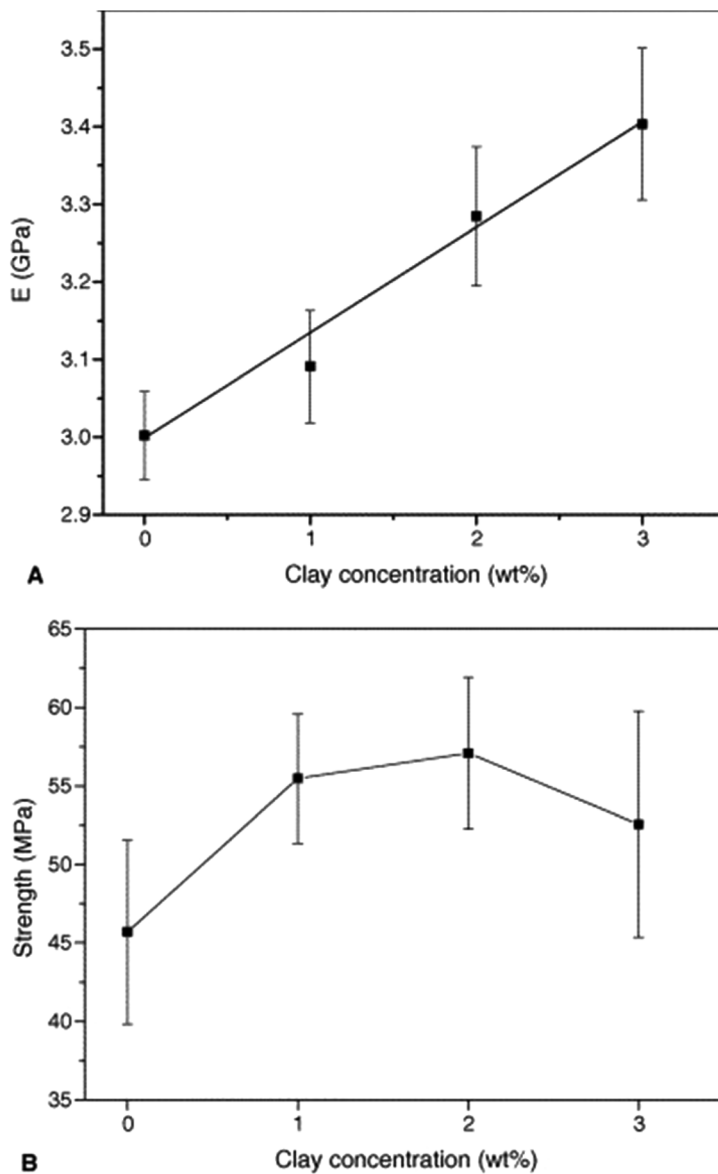 3.5
3.4
3.3
3.2
3.1
3.0
2.9
E (GPa)
0 1 2 3
A Clay concentration (wt%)
65
60
55
50
45
40
35
Strength (MPa)
0 1 2 3
B Clay concentration (wt%)